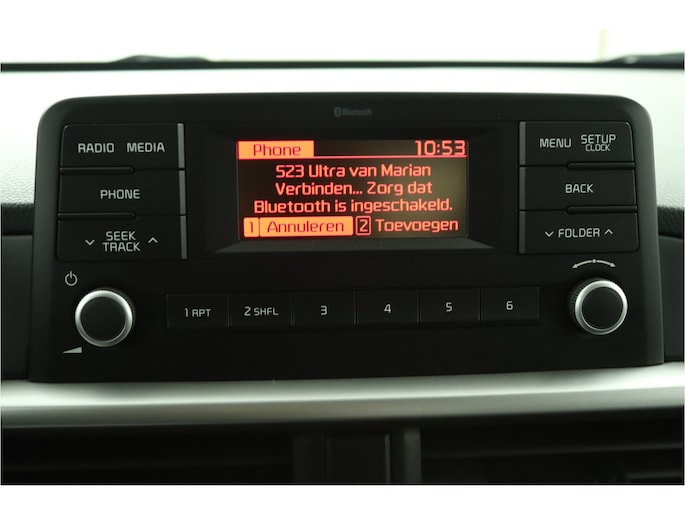 Bluetooth
RADIO MEDIA
PHONE
SEEK
TRACK
Phone 10:53
S23 Ultra van Marian
Verbinden... Zorg dat
Bluetooth is ingeschakeld.
1 Annuleren 2 Toevoegen
MENU SETUP
CLOCK
BACK
FOLDER
1 RPT 2 SHFL 3 4 5 6